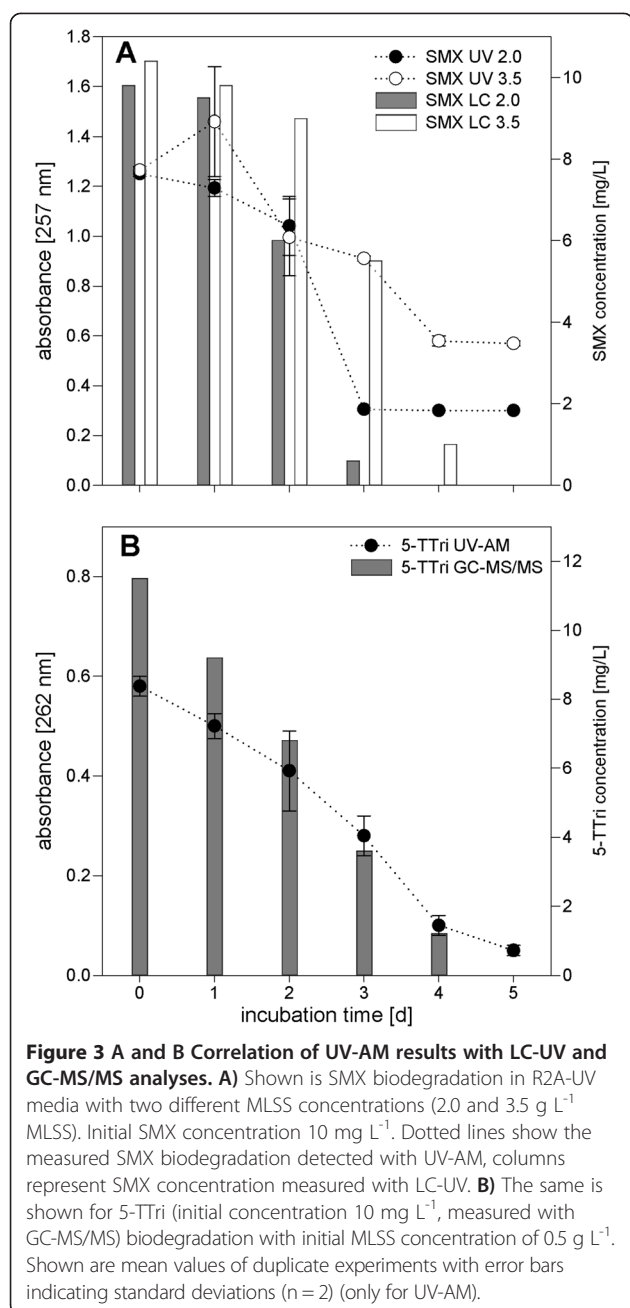 A
SMX UV 2.0
SMX UV 3.5
SMX LC 2.0
SMX LC 3.5
1.8
1.6
1.4
1.2
1.0
0.8
0.6
0.4
0.2
0.0
absorbance [257 nm]
10
8
6
4
2
0
SMX concentration [mg/L]
B
5-TTri UV-AM
5-TTri GC-MS/MS
0.8
0.6
0.4
0.2
0.0
absorbance [262 nm]
12
10
8
6
4
2
0
5-TTri concentration [mg/L]
0 1 2 3 4 5
incubation time [d]
Figure 3 A and B Correlation of UV-AM results with LC-UV and
GC-MS/MS analyses. A) Shown is SMX biodegradation in R2A-UV
media with two different MLSS concentrations (2.0 and 3.5 g L⁻¹
MLSS). Initial SMX concentration 10 mg L⁻¹. Dotted lines show the
measured SMX biodegradation detected with UV-AM, columns
represent SMX concentration measured with LC-UV. B) The same is
shown for 5-TTri (initial concentration 10 mg L⁻¹, measured with
GC-MS/MS) biodegradation with initial MLSS concentration of 0.5 g L⁻¹.
Shown are mean values of duplicate experiments with error bars
indicating standard deviations (n = 2) (only for UV-AM).